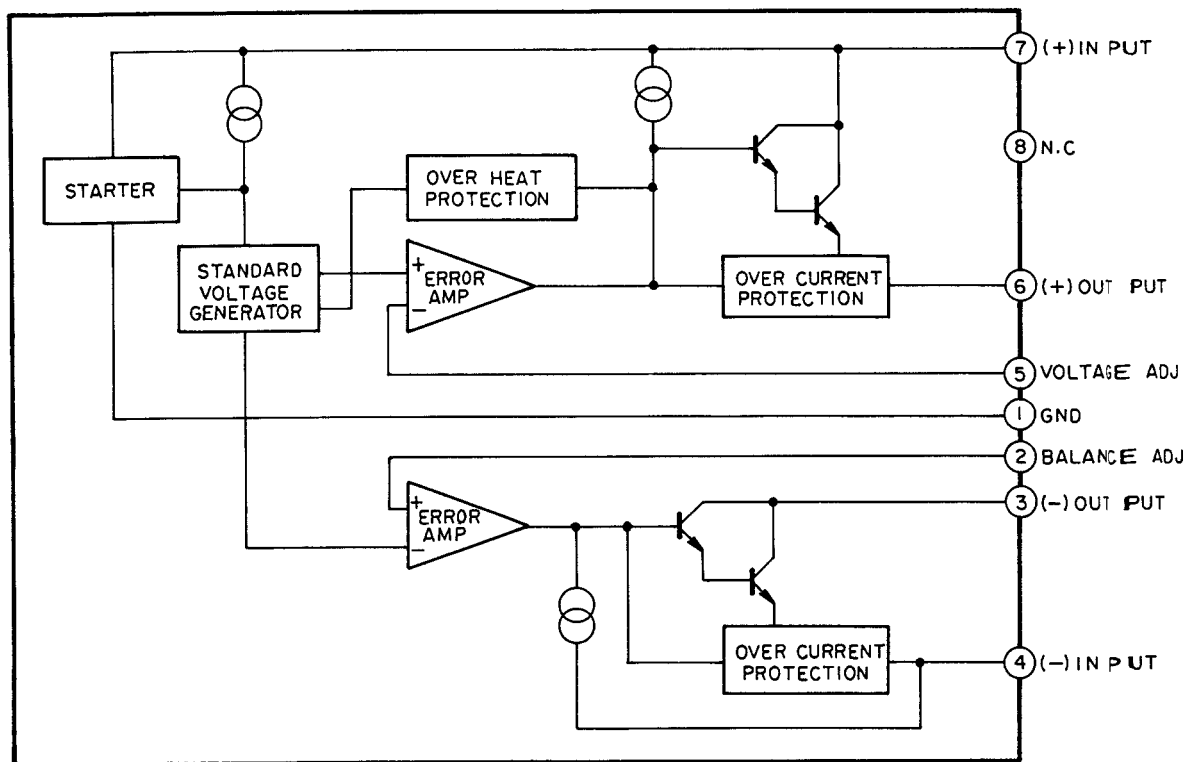 7 (+) IN PUT
8 N.C
STARTER
OVER HEAT
PROTECTION
STANDARD
VOLTAGE
GENERATOR
+
ERROR
AMP
−
OVER CURRENT
PROTECTION
6 (+) OUT PUT
5 VOLTAGE ADJ
1 GND
2 BALANCE ADJ
3 (−) OUT PUT
+
ERROR
AMP
−
OVER CURRENT
PROTECTION
4 (−) IN PUT